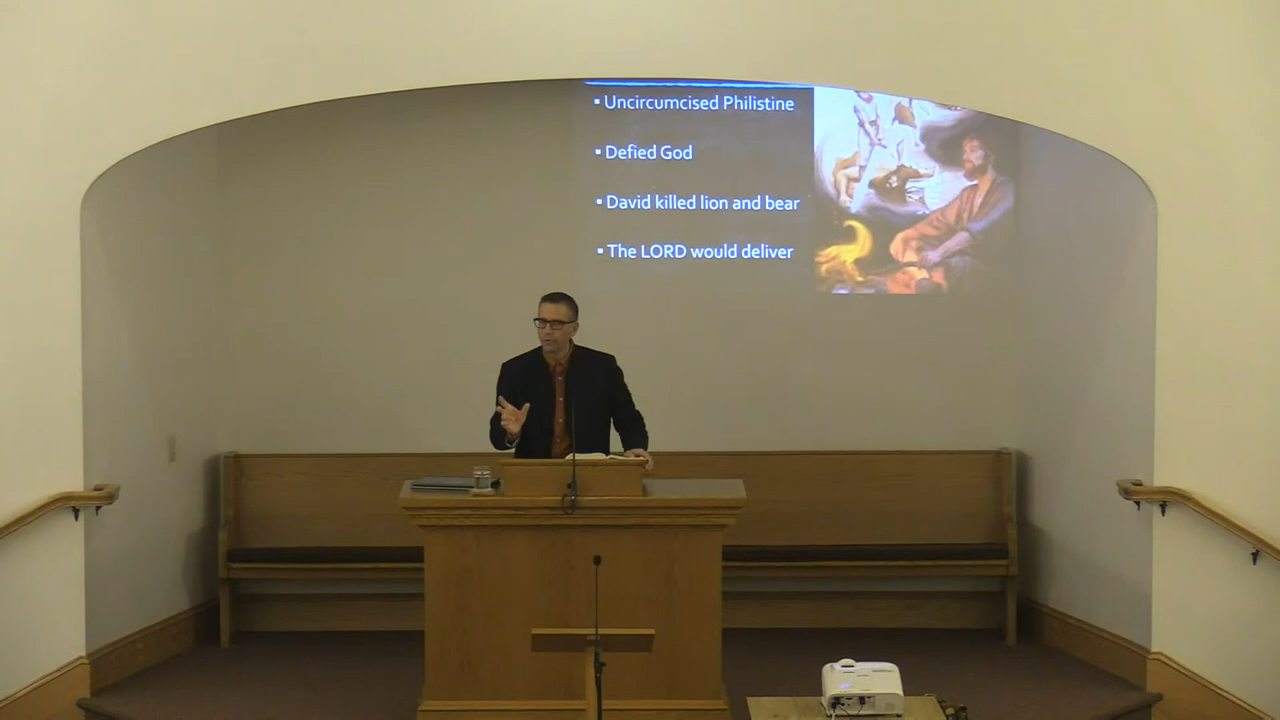 ▪ Uncircumcised Philistine
▪ Defied God
▪ David killed lion and bear
▪ The LORD would deliver